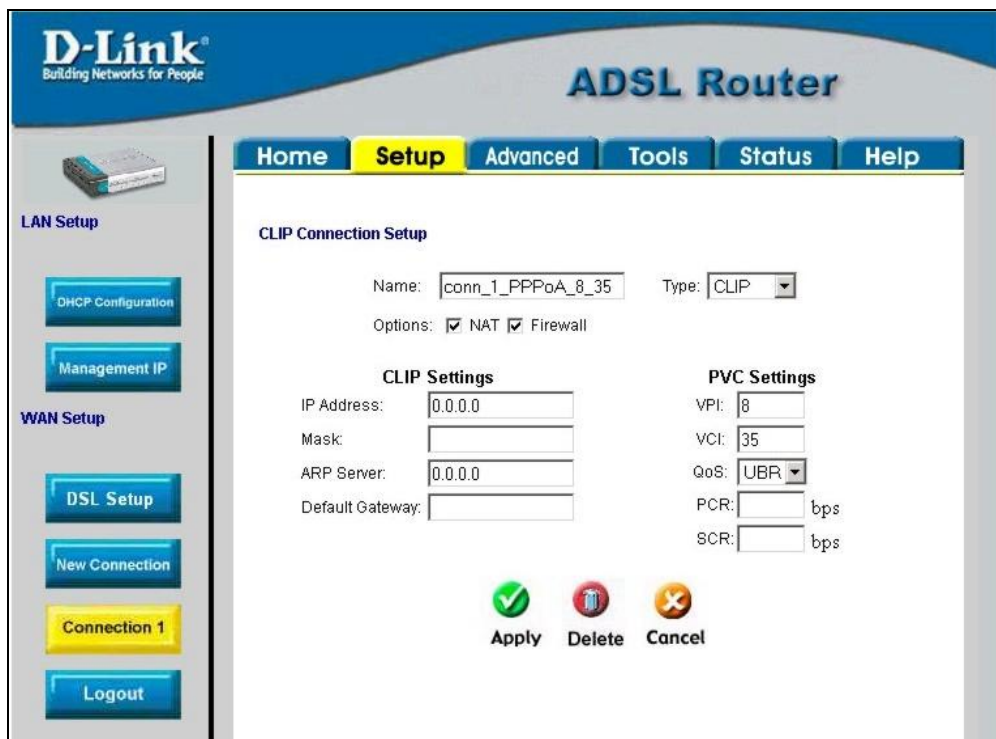 D-Link®
Building Networks for People
ADSL Router
Home Setup Advanced Tools Status Help
LAN Setup
DHCP Configuration
Management IP
WAN Setup
DSL Setup
New Connection
Connection 1
Logout
CLIP Connection Setup
Name: conn_1_PPPoA_8_35 Type: CLIP
Options: NAT Firewall
CLIP Settings
IP Address: 0.0.0.0
Mask:
ARP Server: 0.0.0.0
Default Gateway:
PVC Settings
VPI: 8
VCI: 35
QoS: UBR
PCR: bps
SCR: bps
Apply Delete Cancel